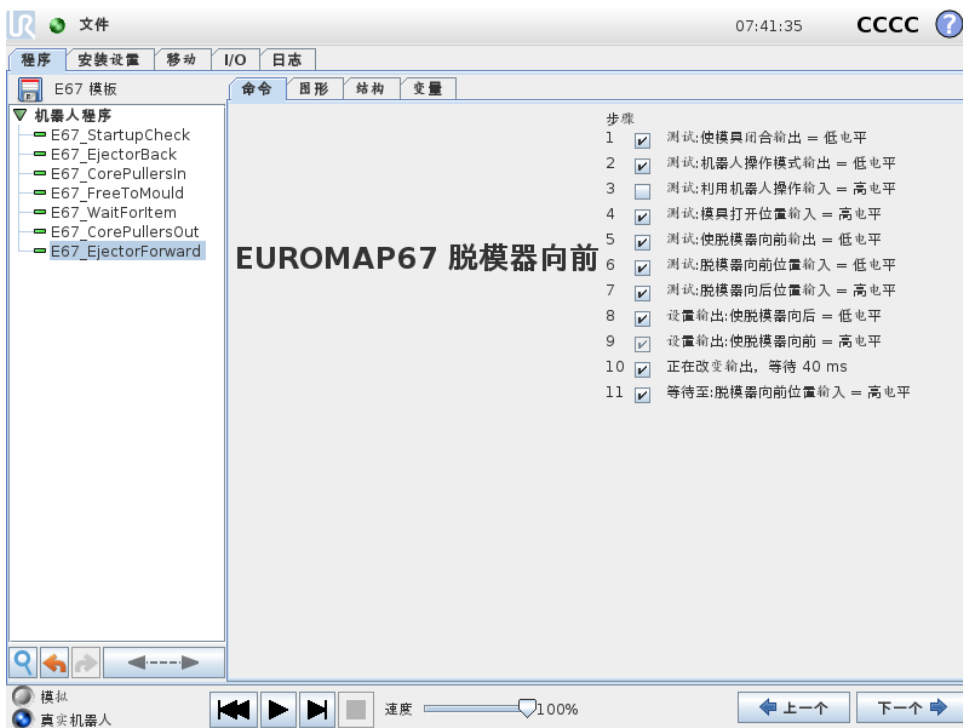 UR 文件 07:41:35 CCCC ?
程序 安装设置 移动 I/O 日志
E67 模板
命令 图形 结构 变量
机器人程序
E67_StartupCheck
E67_EjectorBack
E67_CorePullersIn
E67_FreeToMould
E67_WaitForItem
E67_CorePullersOut
E67_EjectorForward
EUROMAP67 脱模器向前
步骤
1 测试:使模具闭合输出 = 低电平
2 测试:机器人操作模式输出 = 低电平
3 测试:利用机器人操作输入 = 高电平
4 测试:模具打开位置输入 = 高电平
5 测试:使脱模器向前输出 = 低电平
6 测试:脱模器向前位置输入 = 低电平
7 测试:脱模器向后位置输入 = 高电平
8 设置输出:使脱模器向后 = 低电平
9 设置输出:使脱模器向前 = 高电平
10 正在改变输出, 等待 40 ms
11 等待至:脱模器向前位置输入 = 高电平
模拟
真实机器人
速度 100%
上一个 下一个